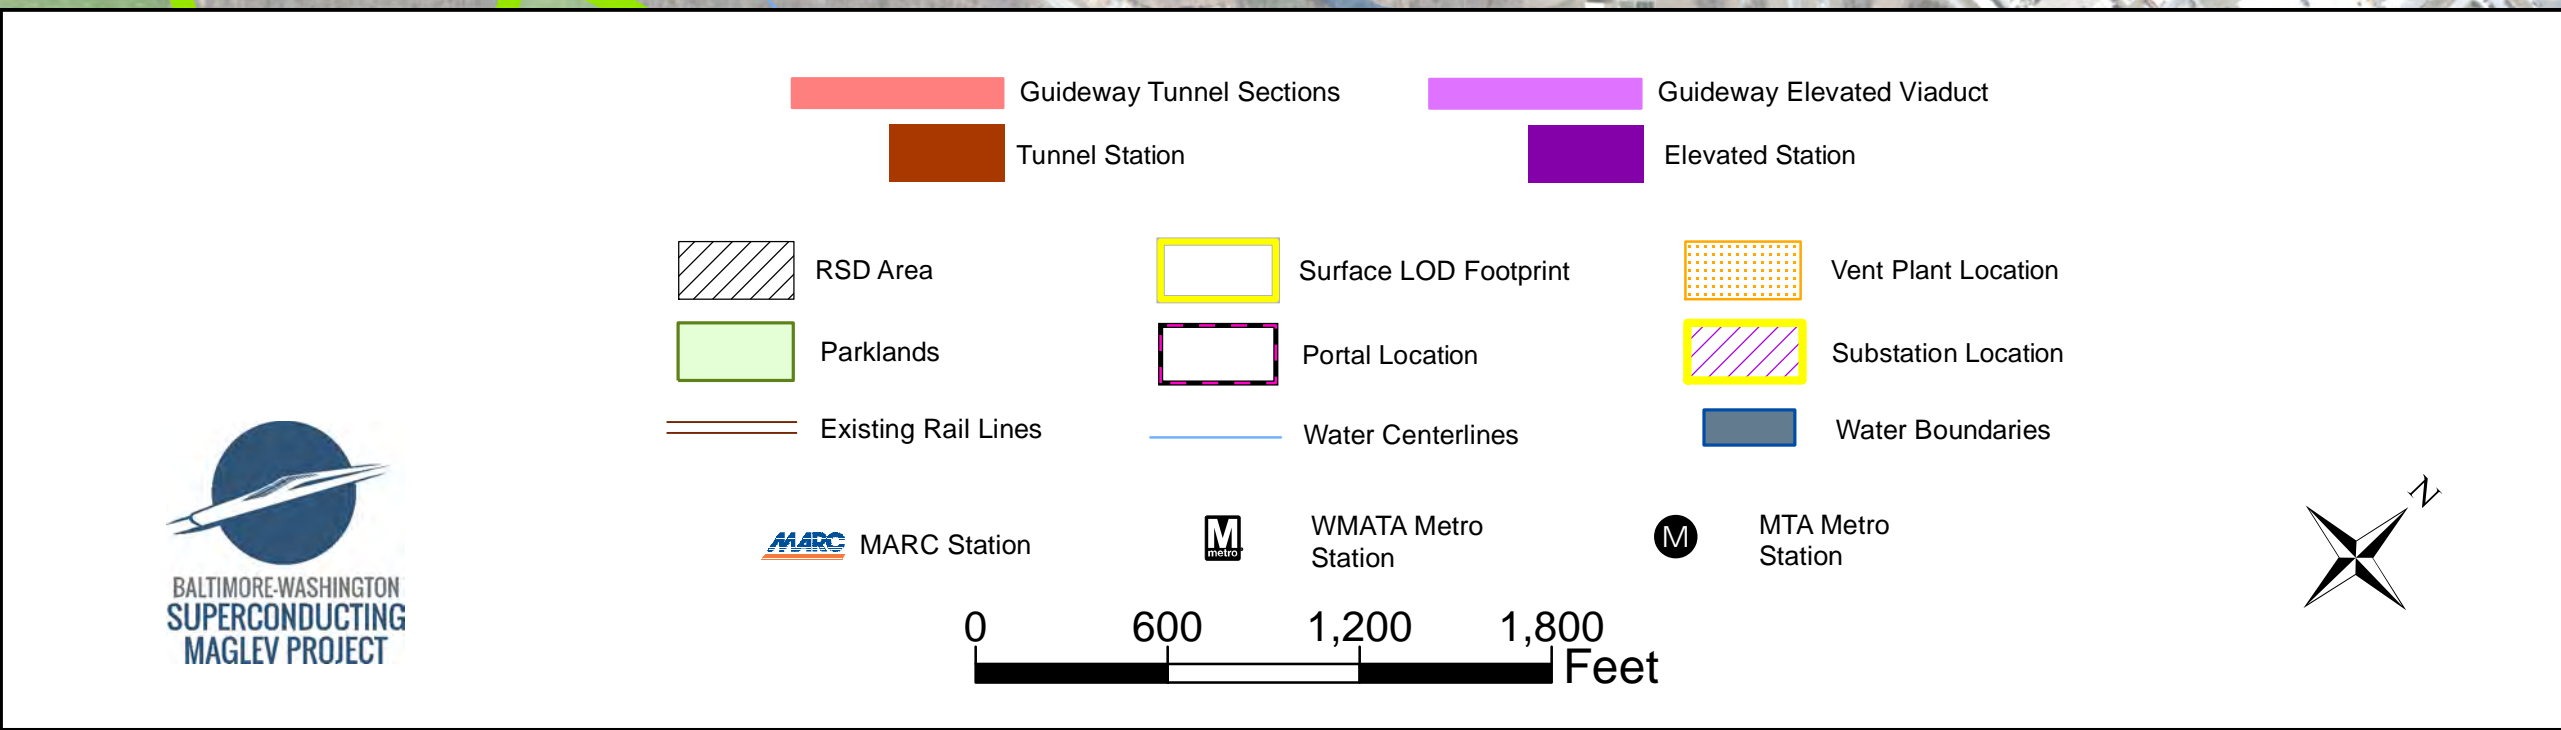 Guideway Tunnel Sections
Guideway Elevated Viaduct
Tunnel Station
Elevated Station
RSD Area
Surface LOD Footprint
Vent Plant Location
Parklands
Portal Location
Substation Location
Existing Rail Lines
Water Centerlines
Water Boundaries
MARC
MARC Station
M
metro
WMATA Metro
Station
M
MTA Metro
Station
N
BALTIMORE-WASHINGTON
SUPERCONDUCTING
MAGLEV PROJECT
0 600 1,200 1,800
Feet